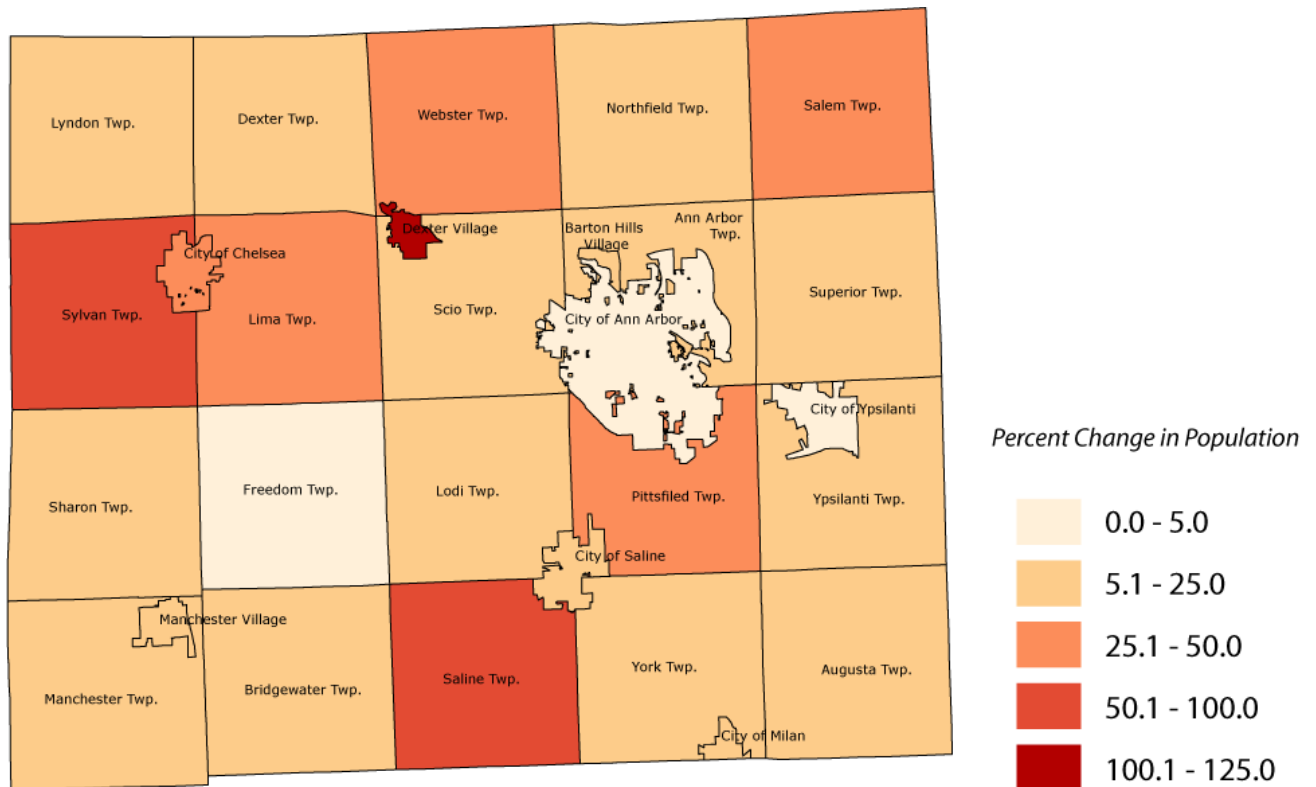 Lyndon Twp.
Dexter Twp.
Webster Twp.
Northfield Twp.
Salem Twp.
City of Chelsea
Dexter Village
Barton Hills
Village
Ann Arbor
Twp.
Sylvan Twp.
Lima Twp.
Scio Twp.
City of Ann Arbor
Superior Twp.
City of Ypsilanti
Sharon Twp.
Freedom Twp.
Lodi Twp.
Pittsfiled Twp.
Ypsilanti Twp.
City of Saline
Manchester Village
Manchester Twp.
Bridgewater Twp.
Saline Twp.
York Twp.
Augusta Twp.
City of Milan
Percent Change in Population
0.0 - 5.0
5.1 - 25.0
25.1 - 50.0
50.1 - 100.0
100.1 - 125.0